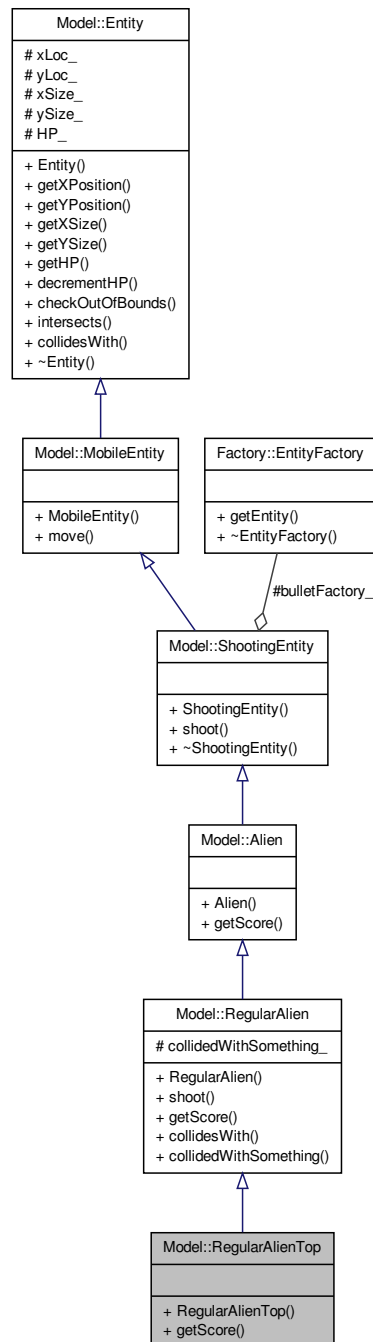 Model::Entity
# xLoc_
# yLoc_
# xSize_
# ySize_
# HP_
+ Entity()
+ getXPosition()
+ getYPosition()
+ getXSize()
+ getYSize()
+ getHP()
+ decrementHP()
+ checkOutOfBounds()
+ intersects()
+ collidesWith()
+ ~Entity()
Model::MobileEntity
+ MobileEntity()
+ move()
Factory::EntityFactory
+ getEntity()
+ ~EntityFactory()
#bulletFactory_
Model::ShootingEntity
+ ShootingEntity()
+ shoot()
+ ~ShootingEntity()
Model::Alien
+ Alien()
+ getScore()
Model::RegularAlien
# collidedWithSomething_
+ RegularAlien()
+ shoot()
+ getScore()
+ collidesWith()
+ collidedWithSomething()
Model::RegularAlienTop
+ RegularAlienTop()
+ getScore()